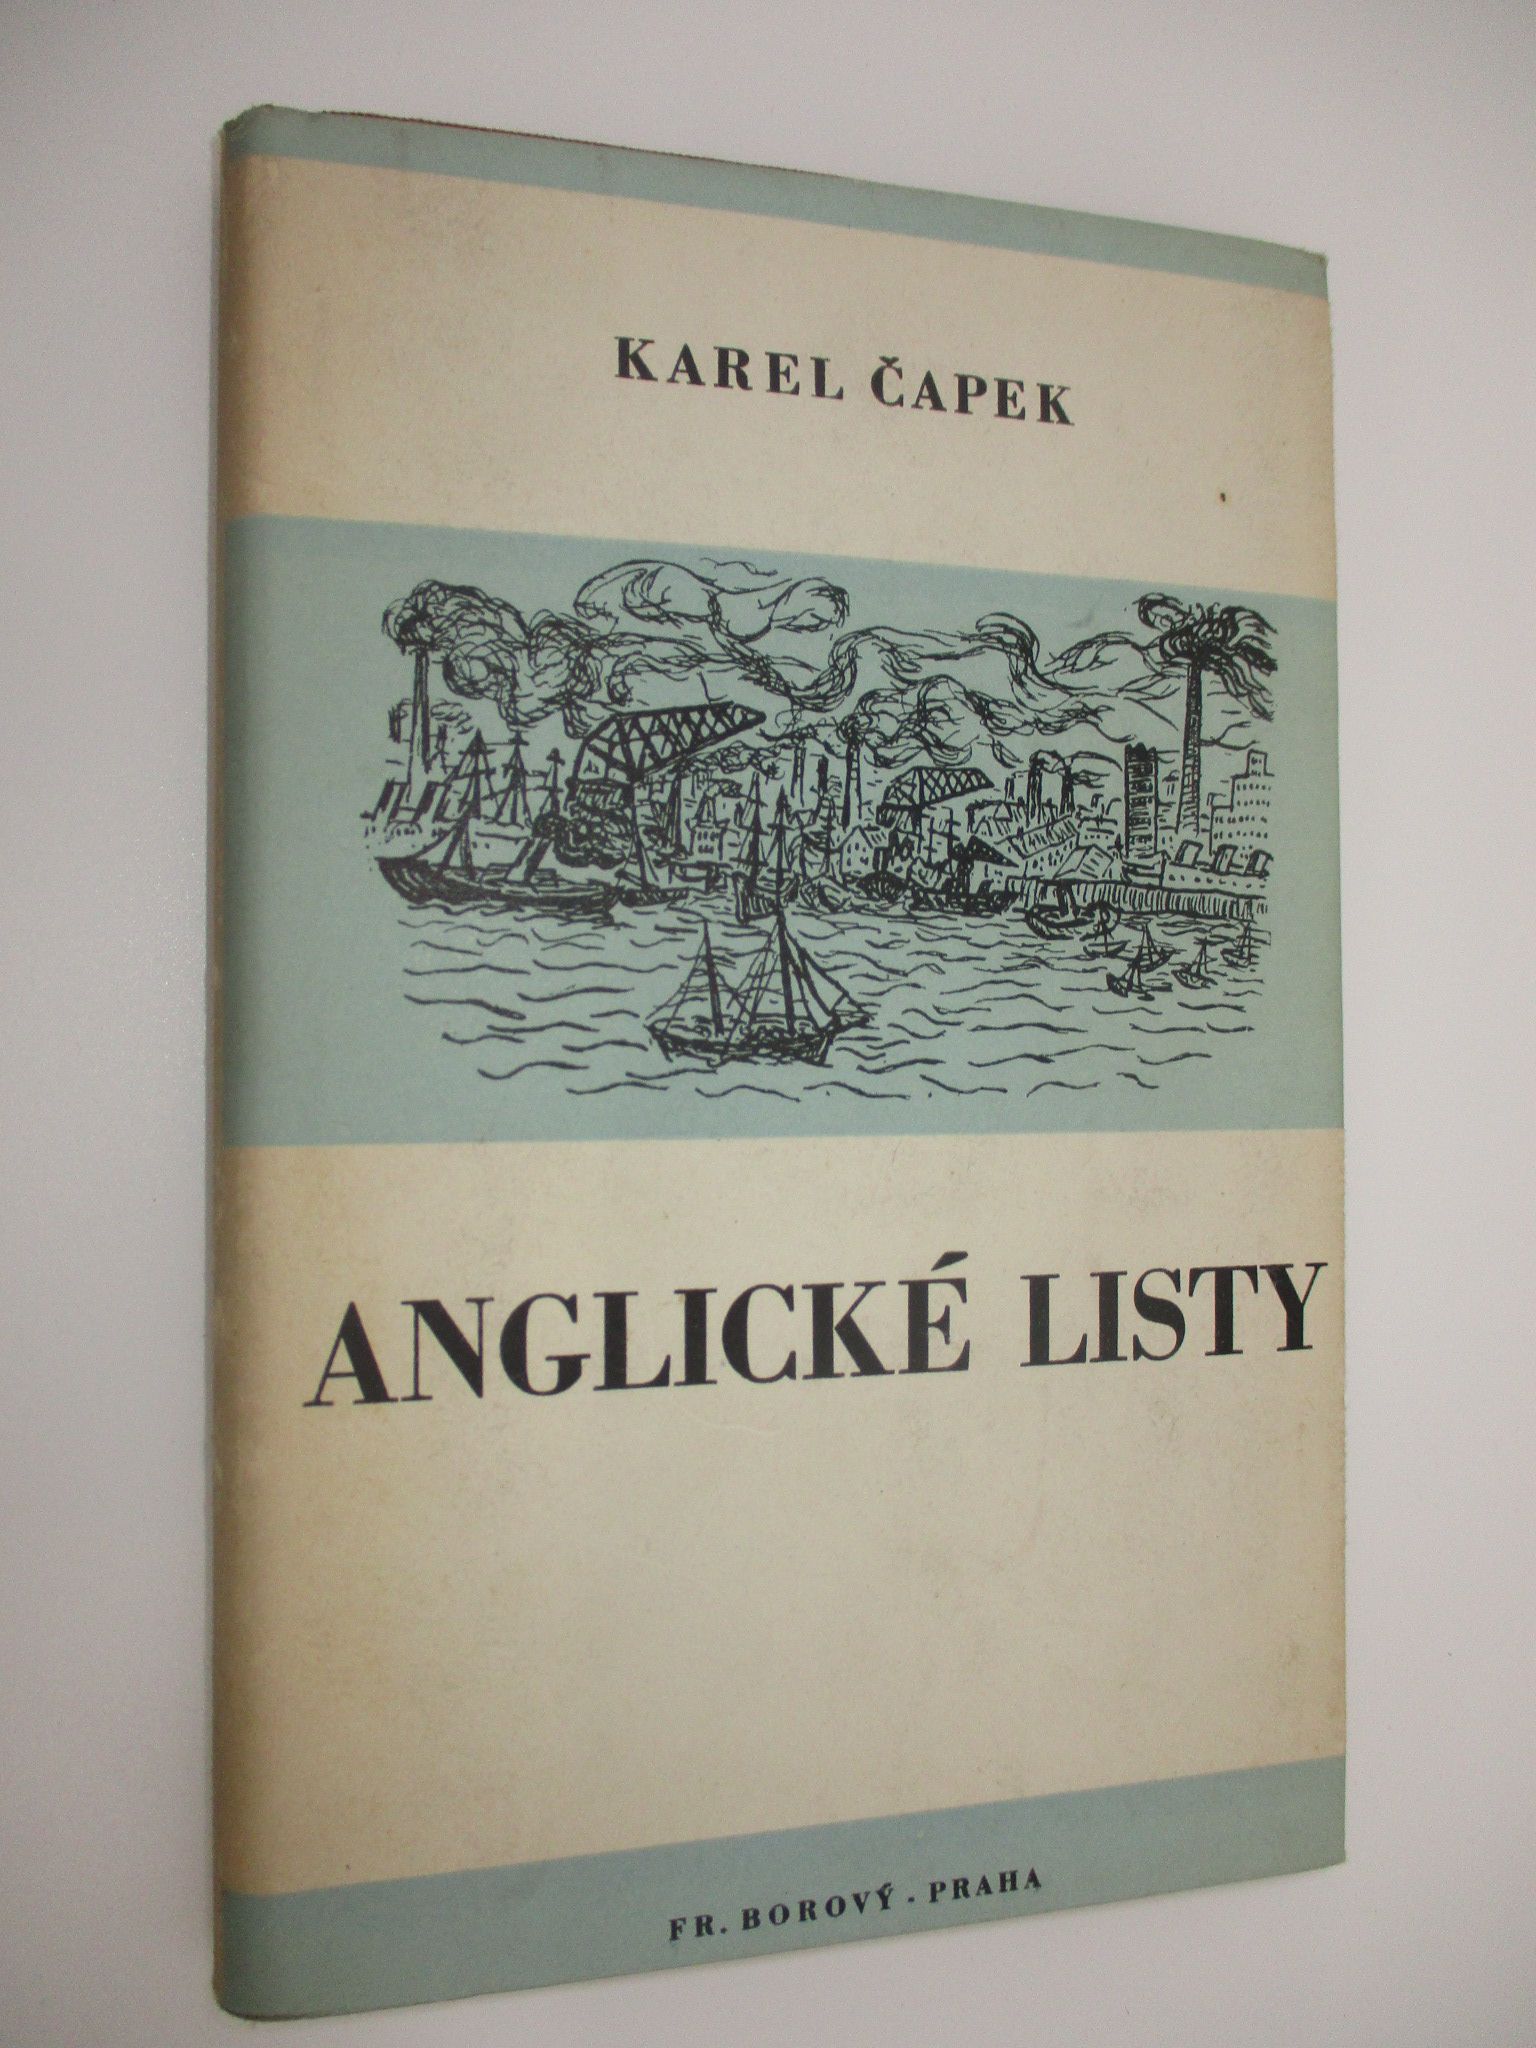 KAREL ČAPEK
ANGLICKÉ LISTY
FR. BOROVÝ . PRAHA